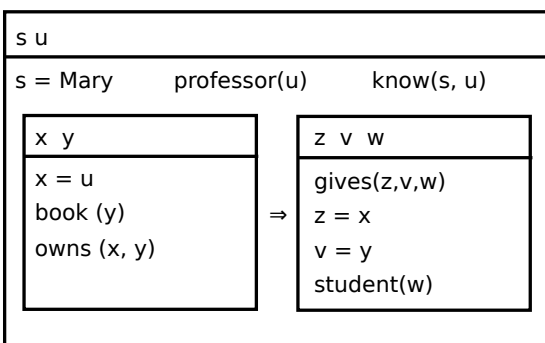 s u
s = Mary professor(u) know(s, u)
x y
x = u
book (y)
owns (x, y)
⇒
z v w
gives(z,v,w)
z = x
v = y
student(w)